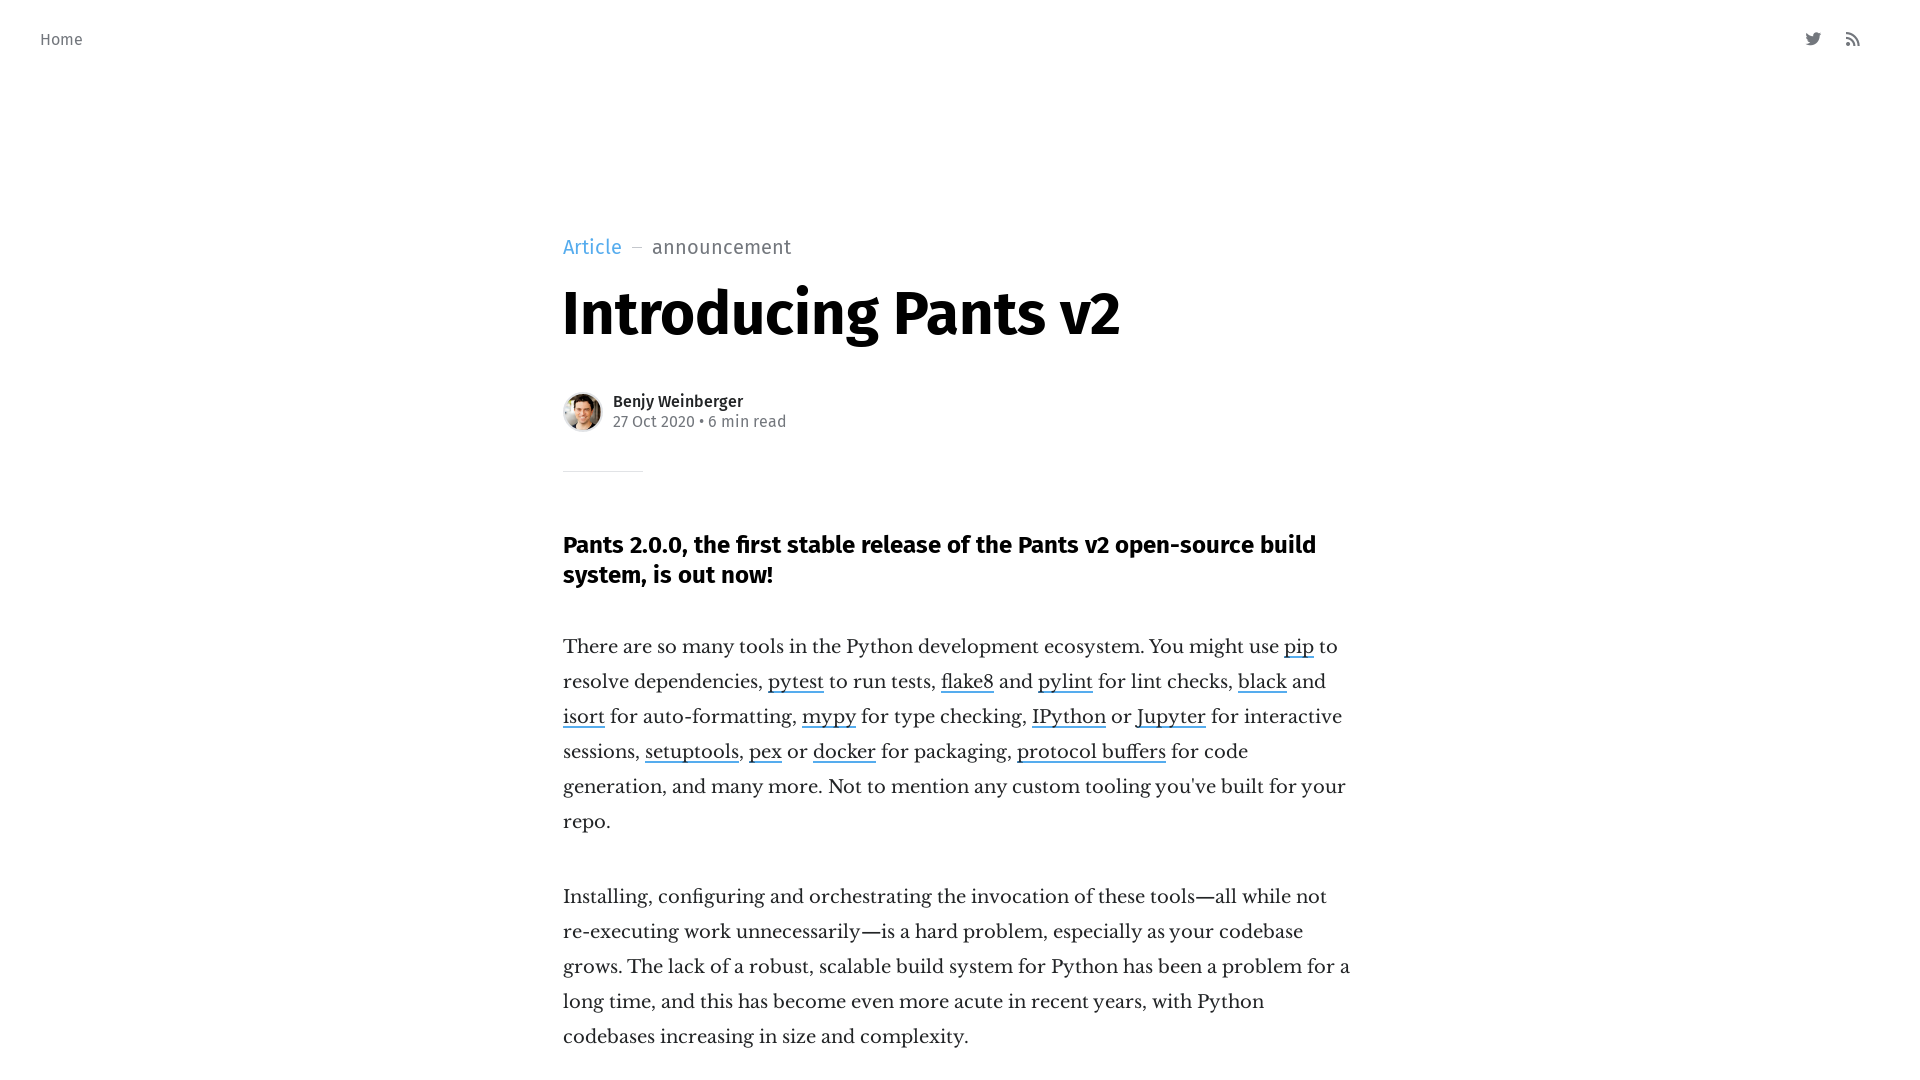 Home
Article — announcement
Introducing Pants v2
Benjy Weinberger
27 Oct 2020 • 6 min read
Pants 2.0.0, the first stable release of the Pants v2 open-source build
system, is out now!
There are so many tools in the Python development ecosystem. You might use pip to
resolve dependencies, pytest to run tests, flake8 and pylint for lint checks, black and
isort for auto-formatting, mypy for type checking, IPython or Jupyter for interactive
sessions, setuptools, pex or docker for packaging, protocol buffers for code
generation, and many more. Not to mention any custom tooling you've built for your
repo.
Installing, configuring and orchestrating the invocation of these tools—all while not
re-executing work unnecessarily—is a hard problem, especially as your codebase
grows. The lack of a robust, scalable build system for Python has been a problem for a
long time, and this has become even more acute in recent years, with Python
codebases increasing in size and complexity.